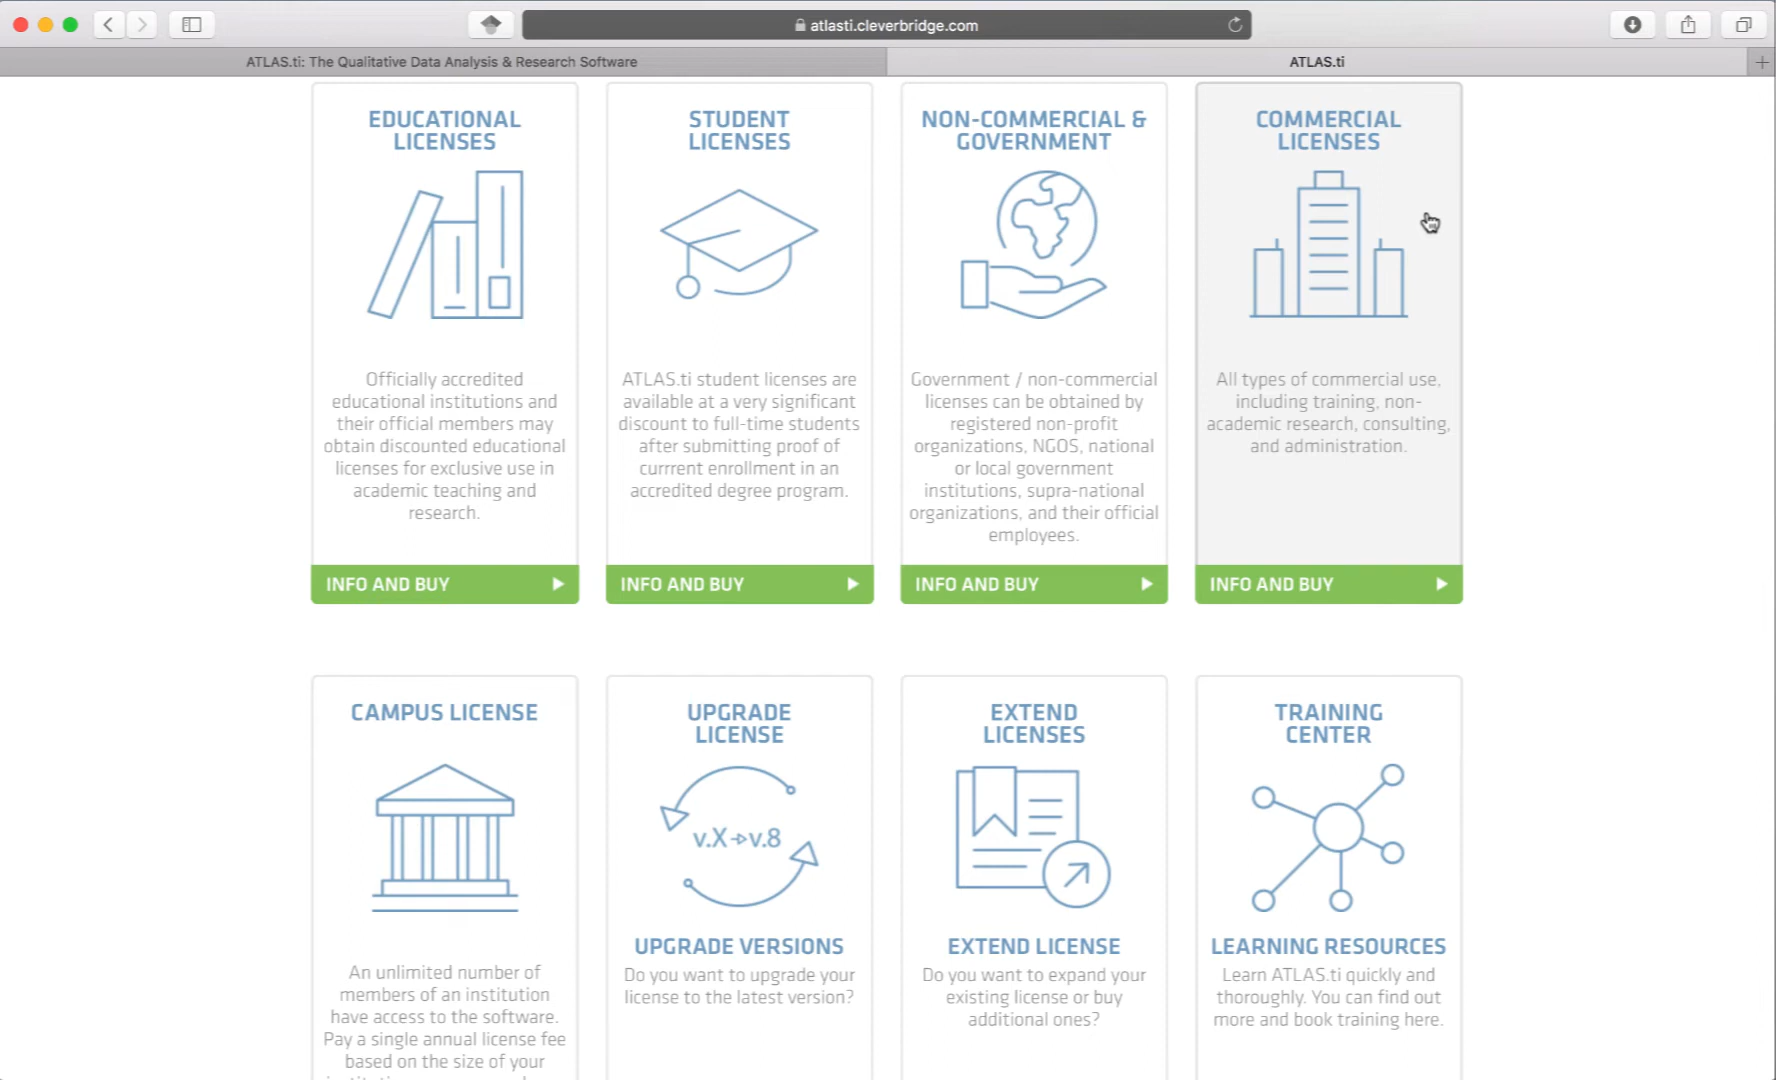 atlasti.cleverbridge.com
ATLAS.ti: The Qualitative Data Analysis & Research Software
ATLAS.ti
EDUCATIONAL
LICENSES
Officially accredited
educational institutions and
their official members may
obtain discounted educational
licenses for exclusive use in
academic teaching and
research.
INFO AND BUY
STUDENT
LICENSES
ATLAS.ti student licenses are
available at a very significant
discount to full-time students
after submitting proof of
currrent enrollment in an
accredited degree program.
INFO AND BUY
NON-COMMERCIAL &
GOVERNMENT
Government / non-commercial
licenses can be obtained by
registered non-profit
organizations, NGOS, national
or local government
institutions, supra-national
organizations, and their official
employees.
INFO AND BUY
COMMERCIAL
LICENSES
All types of commercial use,
including training, non-
academic research, consulting,
and administration.
INFO AND BUY
CAMPUS LICENSE
An unlimited number of
members of an institution
have access to the software.
Pay a single annual license fee
based on the size of your
UPGRADE
LICENSE
v.X→v.8
UPGRADE VERSIONS
Do you want to upgrade your
license to the latest version?
EXTEND
LICENSES
EXTEND LICENSE
Do you want to expand your
existing license or buy
additional ones?
TRAINING
CENTER
LEARNING RESOURCES
Learn ATLAS.ti quickly and
thoroughly. You can find out
more and book training here.